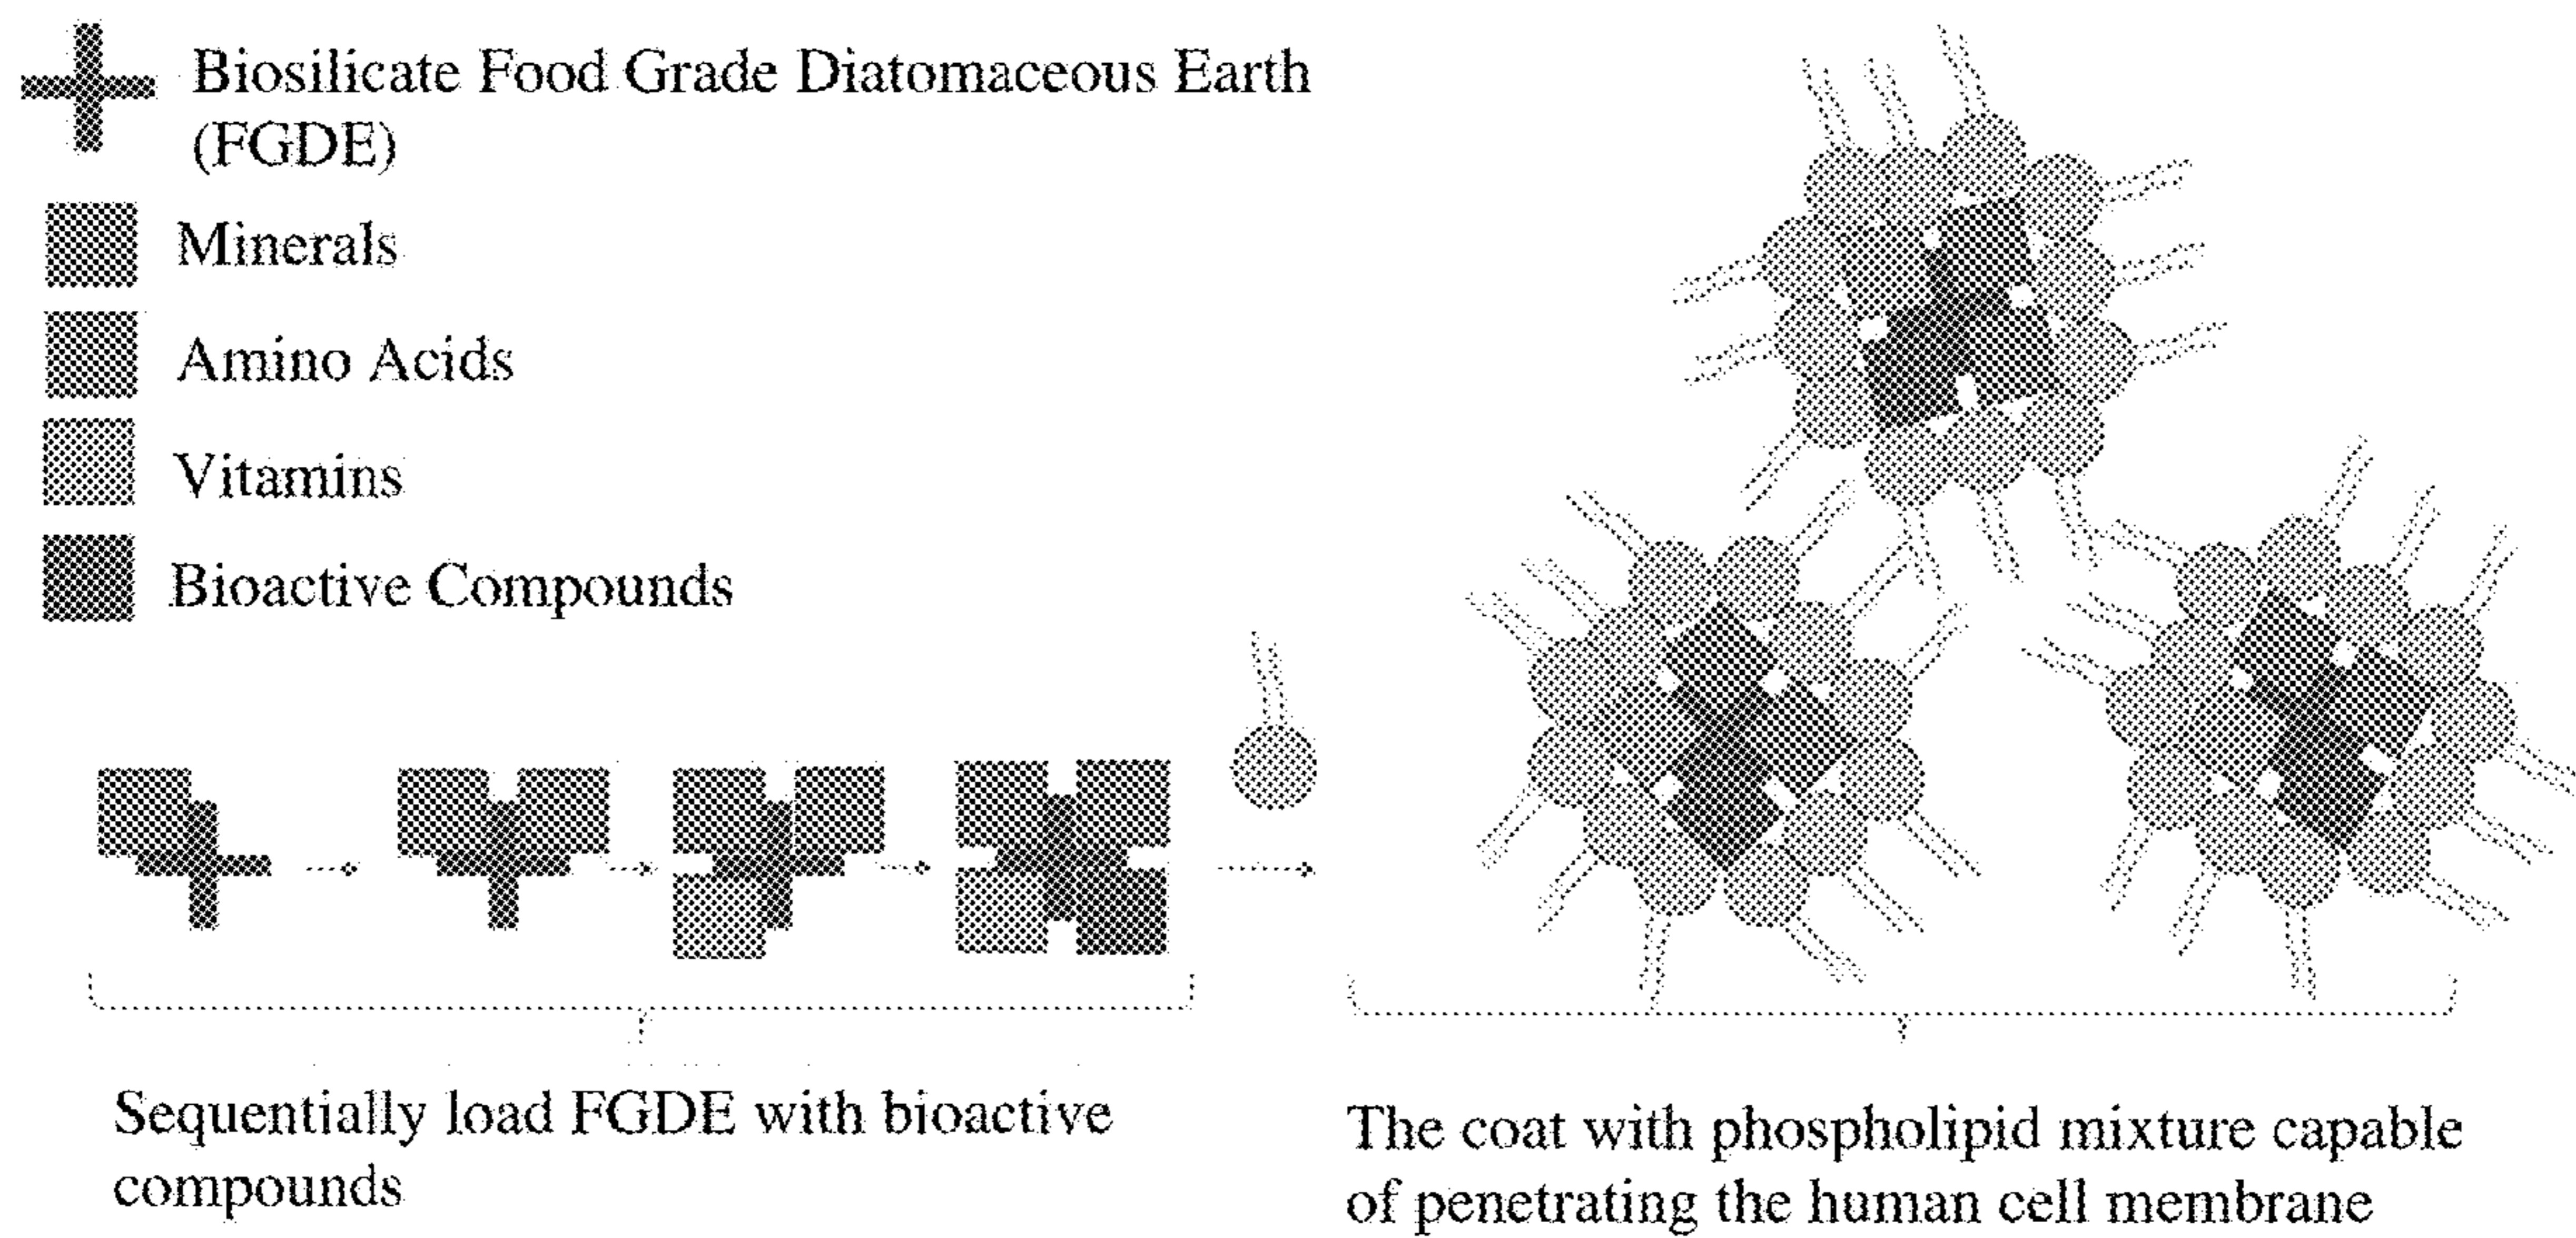 Biosilicate Food Grade Diatomaceous Earth
(FGDE)
Minerals
Amino Acids
Vitamins
Bioactive Compounds
Sequentially load FGDE with bioactive
compounds
The coat with phospholipid mixture capable
of penetrating the human cell membrane